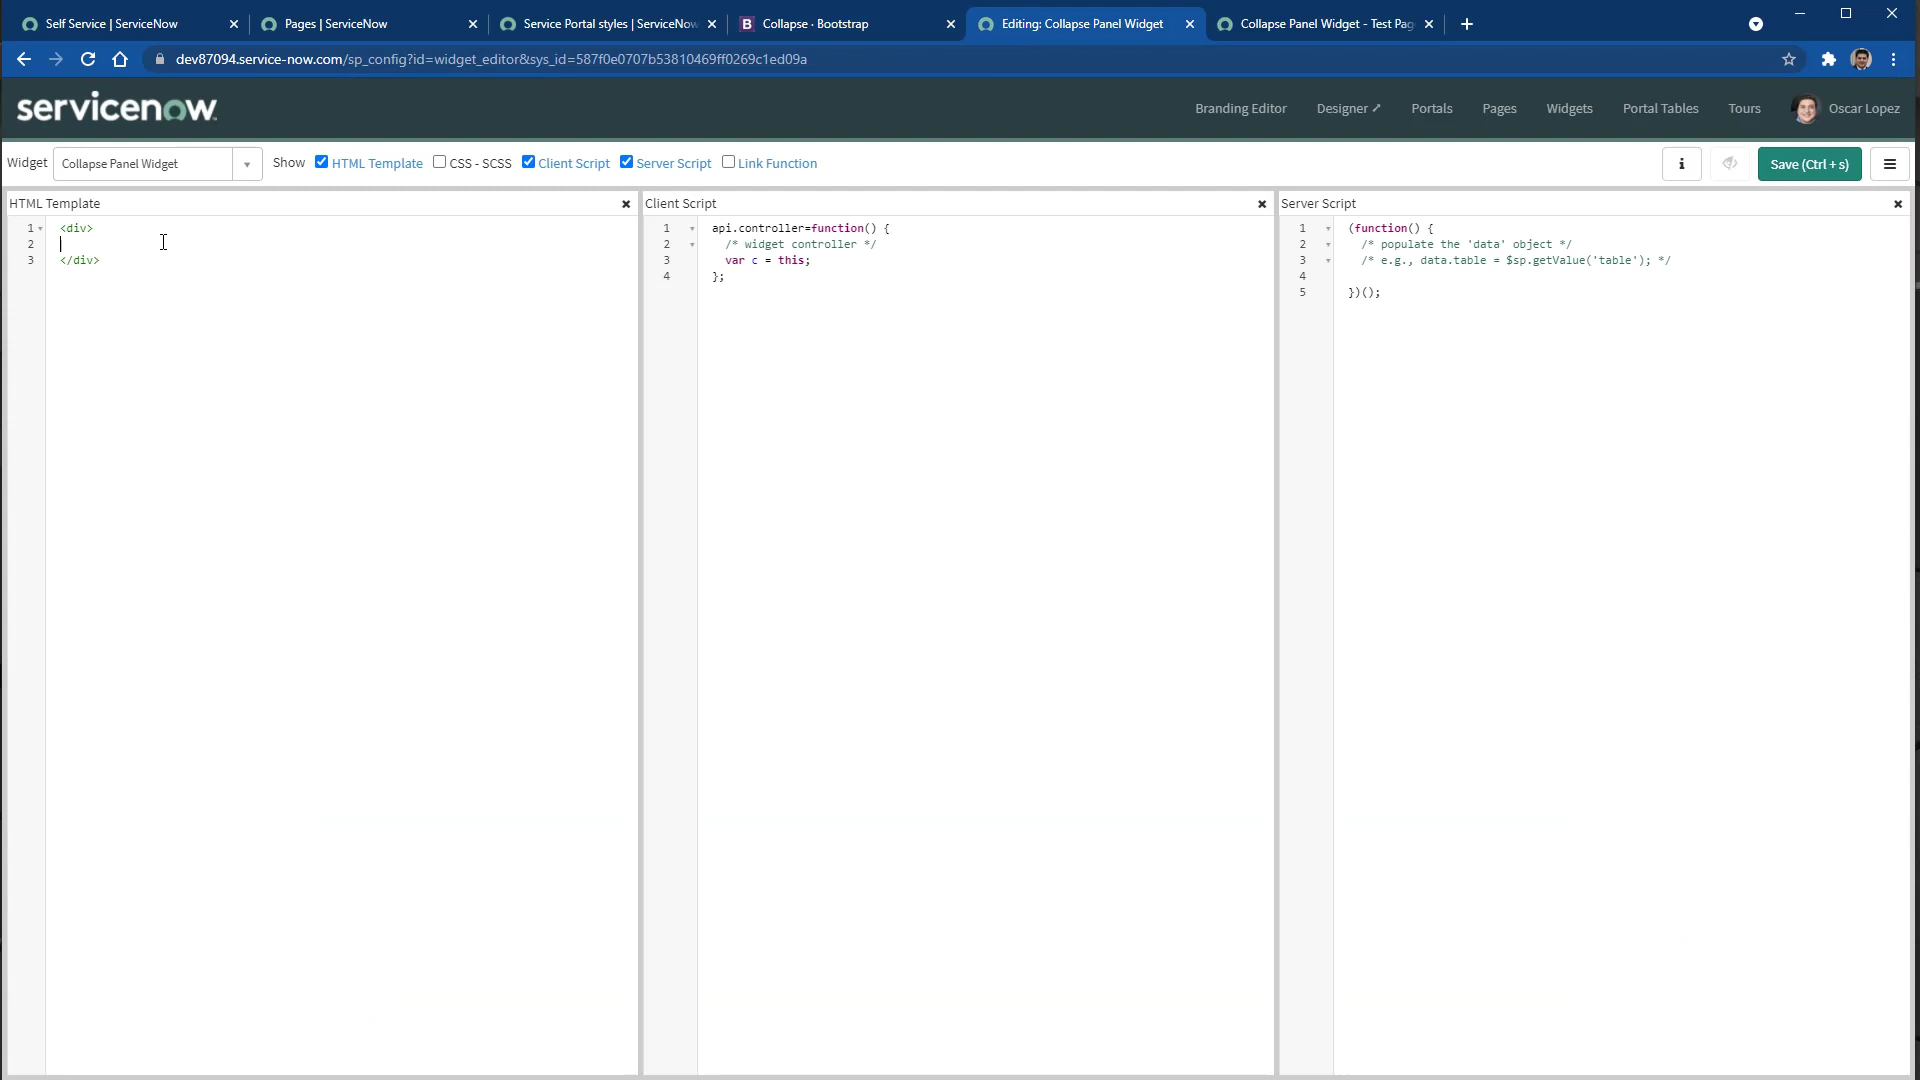 Self Service | ServiceNow
Pages | ServiceNow
Service Portal styles | ServiceNow
B Collapse · Bootstrap
Editing: Collapse Panel Widget
Collapse Panel Widget - Test Pag
dev87094.service-now.com/sp_config?id=widget_editor&sys_id=587f0e0707b53810469ff0269c1ed09a
servicenow
Branding Editor
Designer
Portals
Pages
Widgets
Portal Tables
Tours
Oscar Lopez
Widget
Collapse Panel Widget
Show
HTML Template
CSS - SCSS
Client Script
Server Script
Link Function
i
Save (Ctrl + s)
HTML Template
1 <div>
2
3 </div>
Client Script
1 api.controller=function() {
2 /* widget controller */
3 var c = this;
4 };
Server Script
1 (function() {
2 /* populate the 'data' object */
3 /* e.g., data.table = $sp.getValue('table'); */
4
5 })();